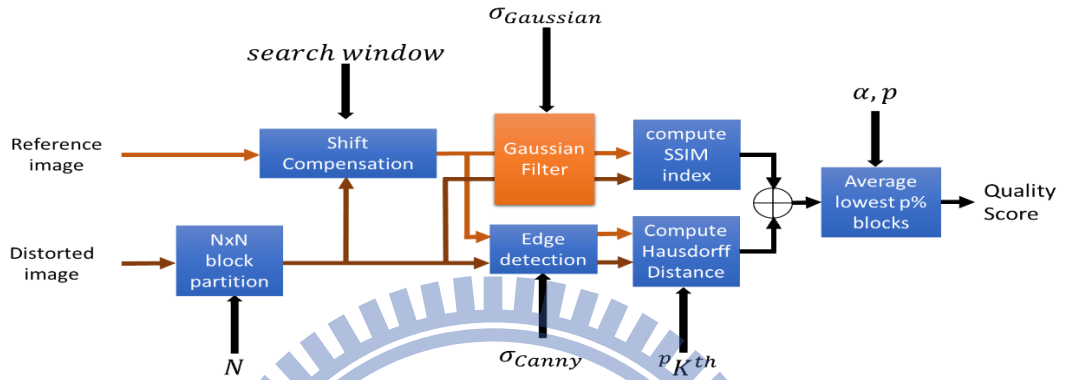 σ_Gaussian
search window
α, p
Reference
image
Shift
Compensation
Gaussian
Filter
compute
SSIM
index
Average
lowest p%
blocks
Quality
Score
Distorted
image
NxN
block
partition
Edge
detection
Compute
Hausdorff
Distance
N
σ_Canny
ᵖK^th